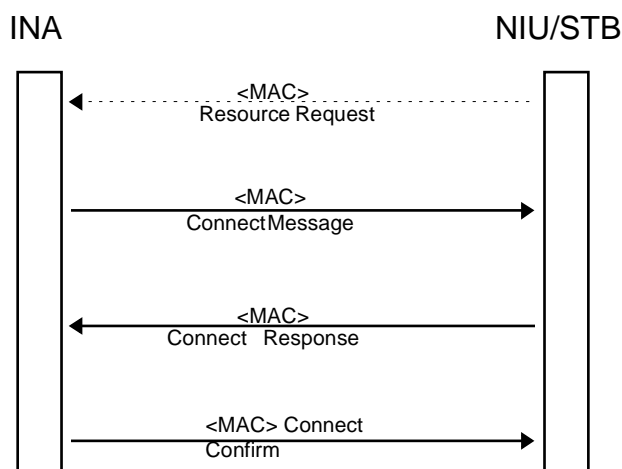 INA NIU/STB
<MAC>
Resource Request
<MAC>
ConnectMessage
<MAC>
Connect Response
<MAC> Connect
Confirm